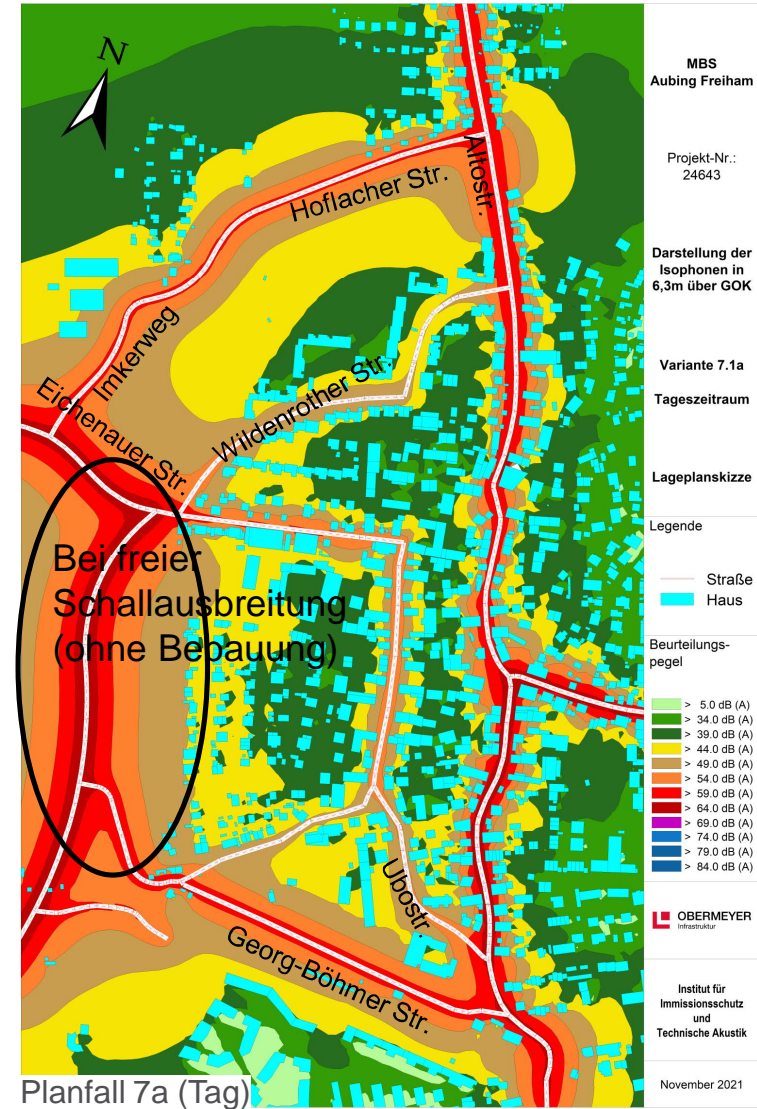 N
Altostr.
Hoflacher Str.
Imkerweg
Eichenauer Str.
Wildenrother Str.
Bei freier
Schallausbreitung
(ohne Bebauung)
Ubostr.
Georg-Böhmer Str.
Planfall 7a (Tag)
MBS
Aubing Freiham
Projekt-Nr.:
24643
Darstellung der
Isophonen in
6,3m über GOK
Variante 7.1a
Tageszeitraum
Lageplanskizze
Legende
Straße
Haus
Beurteilungs-
pegel
> 5.0 dB (A)
> 34.0 dB (A)
> 39.0 dB (A)
> 44.0 dB (A)
> 49.0 dB (A)
> 54.0 dB (A)
> 59.0 dB (A)
> 64.0 dB (A)
> 69.0 dB (A)
> 74.0 dB (A)
> 79.0 dB (A)
> 84.0 dB (A)
OBERMEYER
Infrastruktur
Institut für
Immissionsschutz
und
Technische Akustik
November 2021